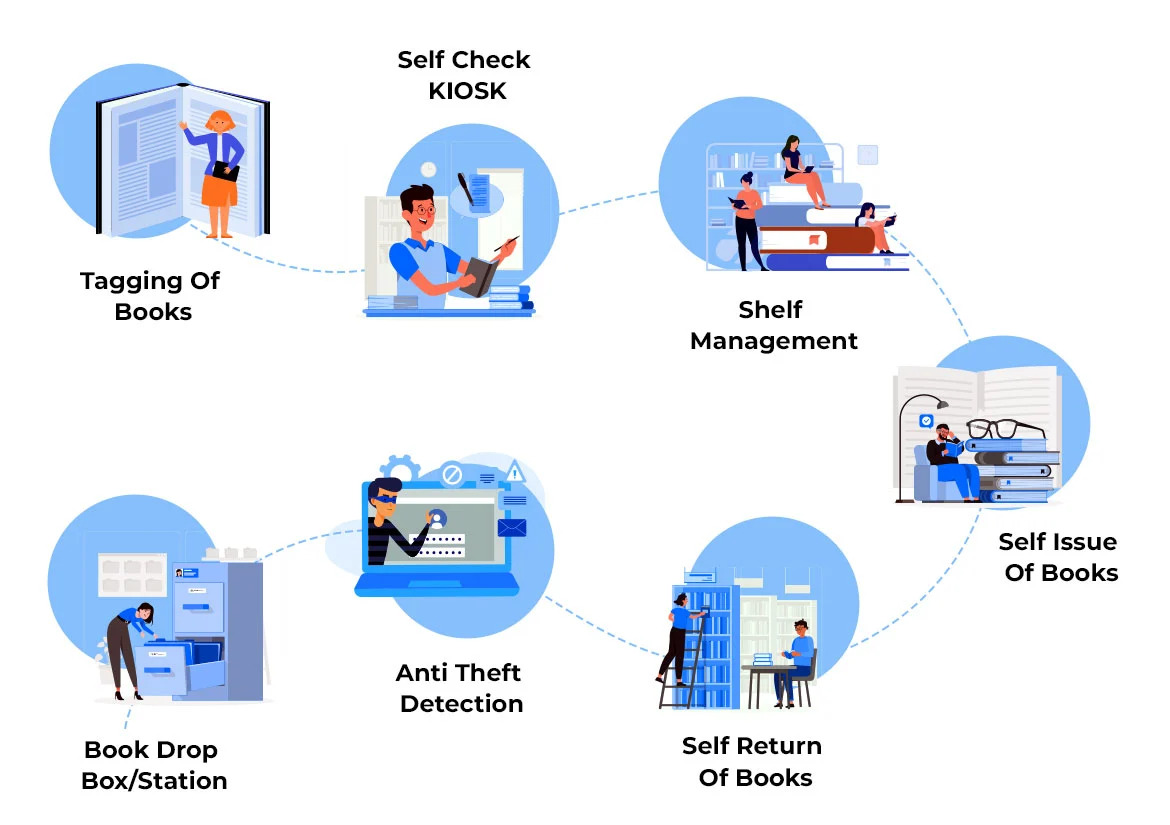 Self Check
KIOSK
Tagging Of
Books
Shelf
Management
Self Issue
Of Books
Anti Theft
Detection
Self Return
Of Books
Book Drop
Box/Station